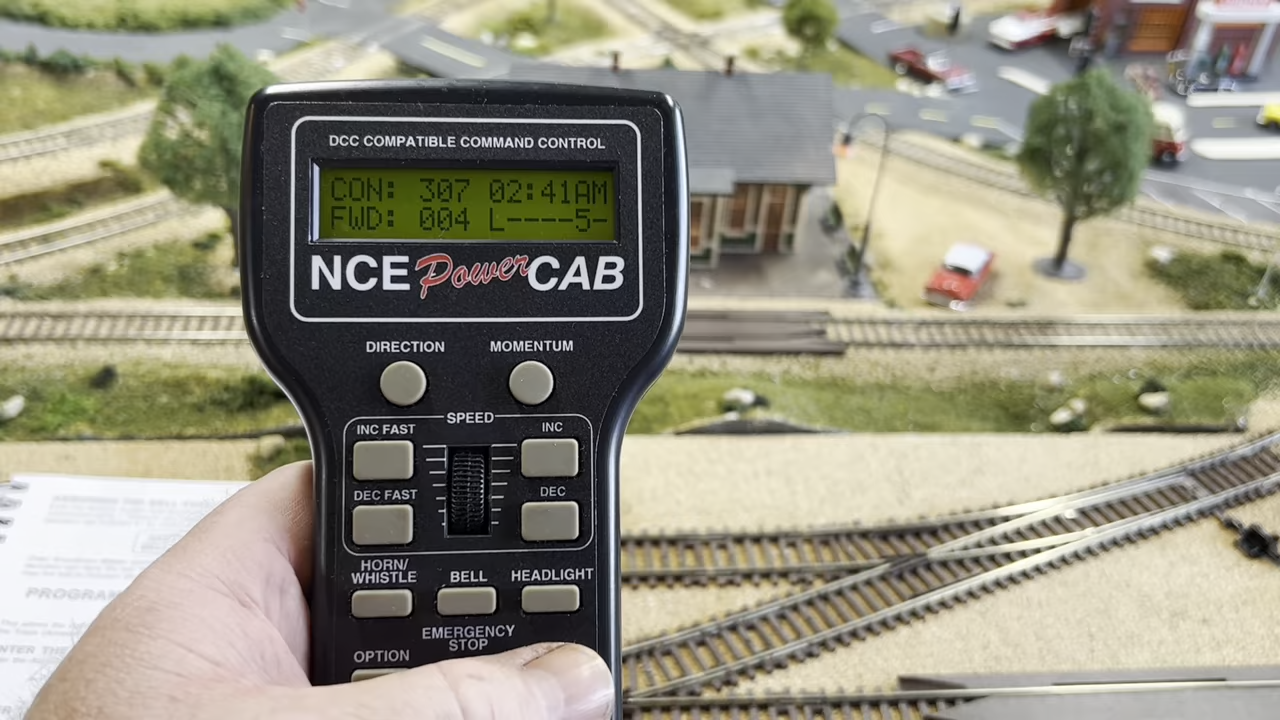 DCC COMPATIBLE COMMAND CONTROL
CON: 307 02:41AM
FWD: 004 L----5-
NCE PowerCAB
DIRECTION MOMENTUM
SPEED
INC FAST INC
DEC FAST DEC
HORN/
WHISTLE BELL HEADLIGHT
EMERGENCY
STOP
OPTION
PROGRAM